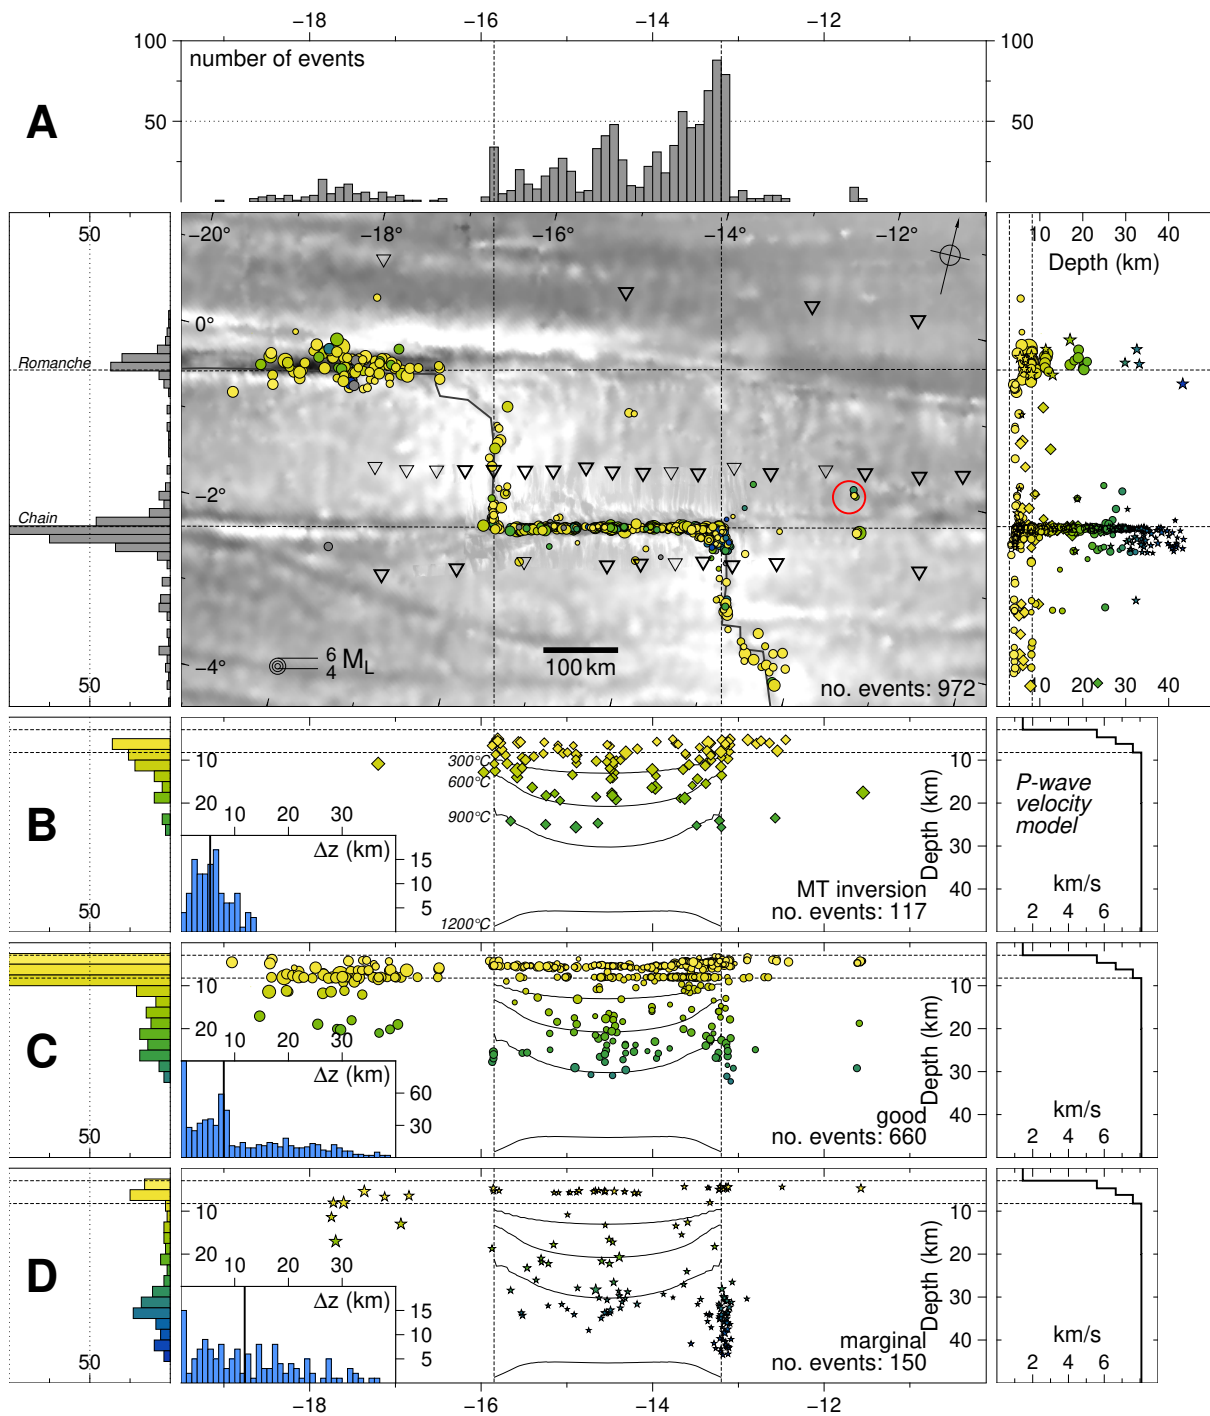 −18 −16 −14 −12
100 number of events 100
A
50 50
50 −20° −18° −16° −14° −12° 10 20 30 40
Depth (km)
0°
Romanche
−2°
Chain
−4°
6 M_L
4
100 km
no. events: 972
50 10 20 30 40
B
10 20 50
10 20 30
Δz (km)
15
10
5
300°C
600°C
900°C
1200°C
MT inversion
no. events: 117
Depth (km)
10
20
30
40
P-wave
velocity
model
km/s
2 4 6
C
10 20 50
10 20 30
Δz (km)
60
30
good
no. events: 660
Depth (km)
10
20
30
40
km/s
2 4 6
D
10 20 50
10 20 30
Δz (km)
15
10
5
marginal
no. events: 150
Depth (km)
10
20
30
40
km/s
2 4 6
−18 −16 −14 −12